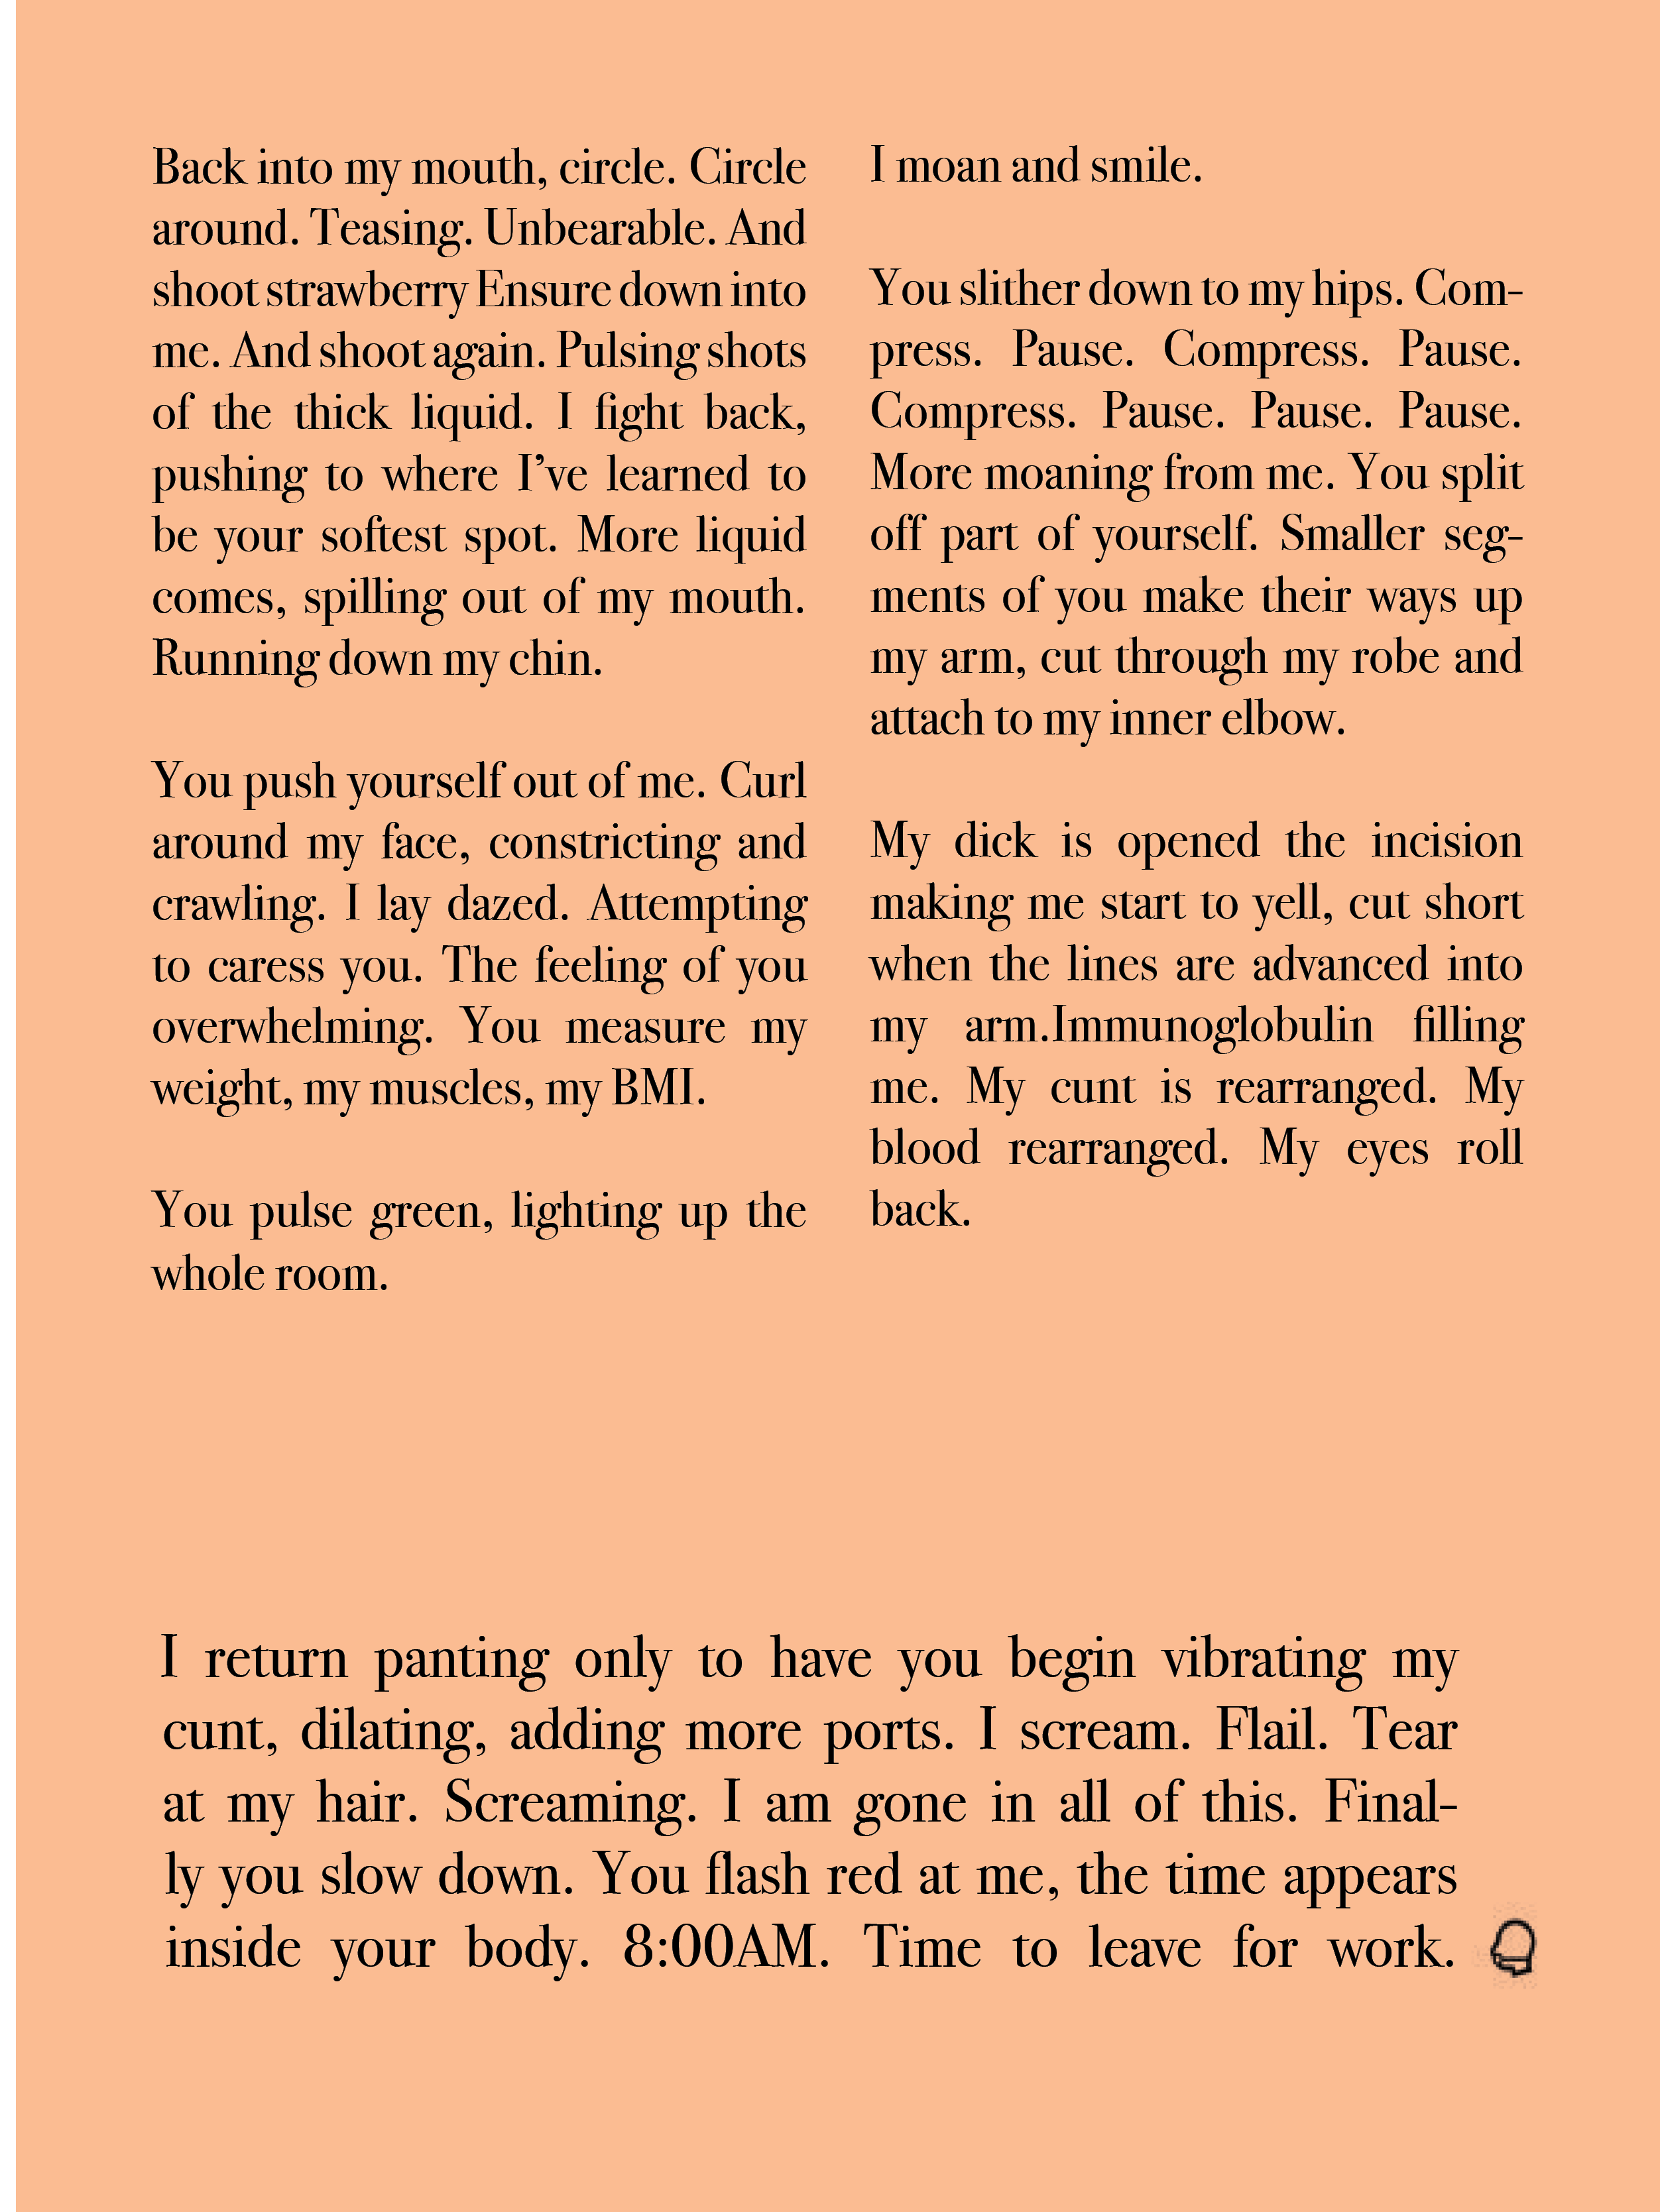 Back into my mouth, circle. Circle
around. Teasing. Unbearable. And
shoot strawberry Ensure down into
me. And shoot again. Pulsing shots
of the thick liquid. I fight back,
pushing to where I’ve learned to
be your softest spot. More liquid
comes, spilling out of my mouth.
Running down my chin.
You push yourself out of me. Curl
around my face, constricting and
crawling. I lay dazed. Attempting
to caress you. The feeling of you
overwhelming. You measure my
weight, my muscles, my BMI.
You pulse green, lighting up the
whole room.
I moan and smile.
You slither down to my hips. Com-
press. Pause. Compress. Pause.
Compress. Pause. Pause. Pause.
More moaning from me. You split
off part of yourself. Smaller seg-
ments of you make their ways up
my arm, cut through my robe and
attach to my inner elbow.
My dick is opened the incision
making me start to yell, cut short
when the lines are advanced into
my arm.Immunoglobulin filling
me. My cunt is rearranged. My
blood rearranged. My eyes roll
back.
I return panting only to have you begin vibrating my
cunt, dilating, adding more ports. I scream. Flail. Tear
at my hair. Screaming. I am gone in all of this. Final-
ly you slow down. You flash red at me, the time appears
inside your body. 8:00AM. Time to leave for work.